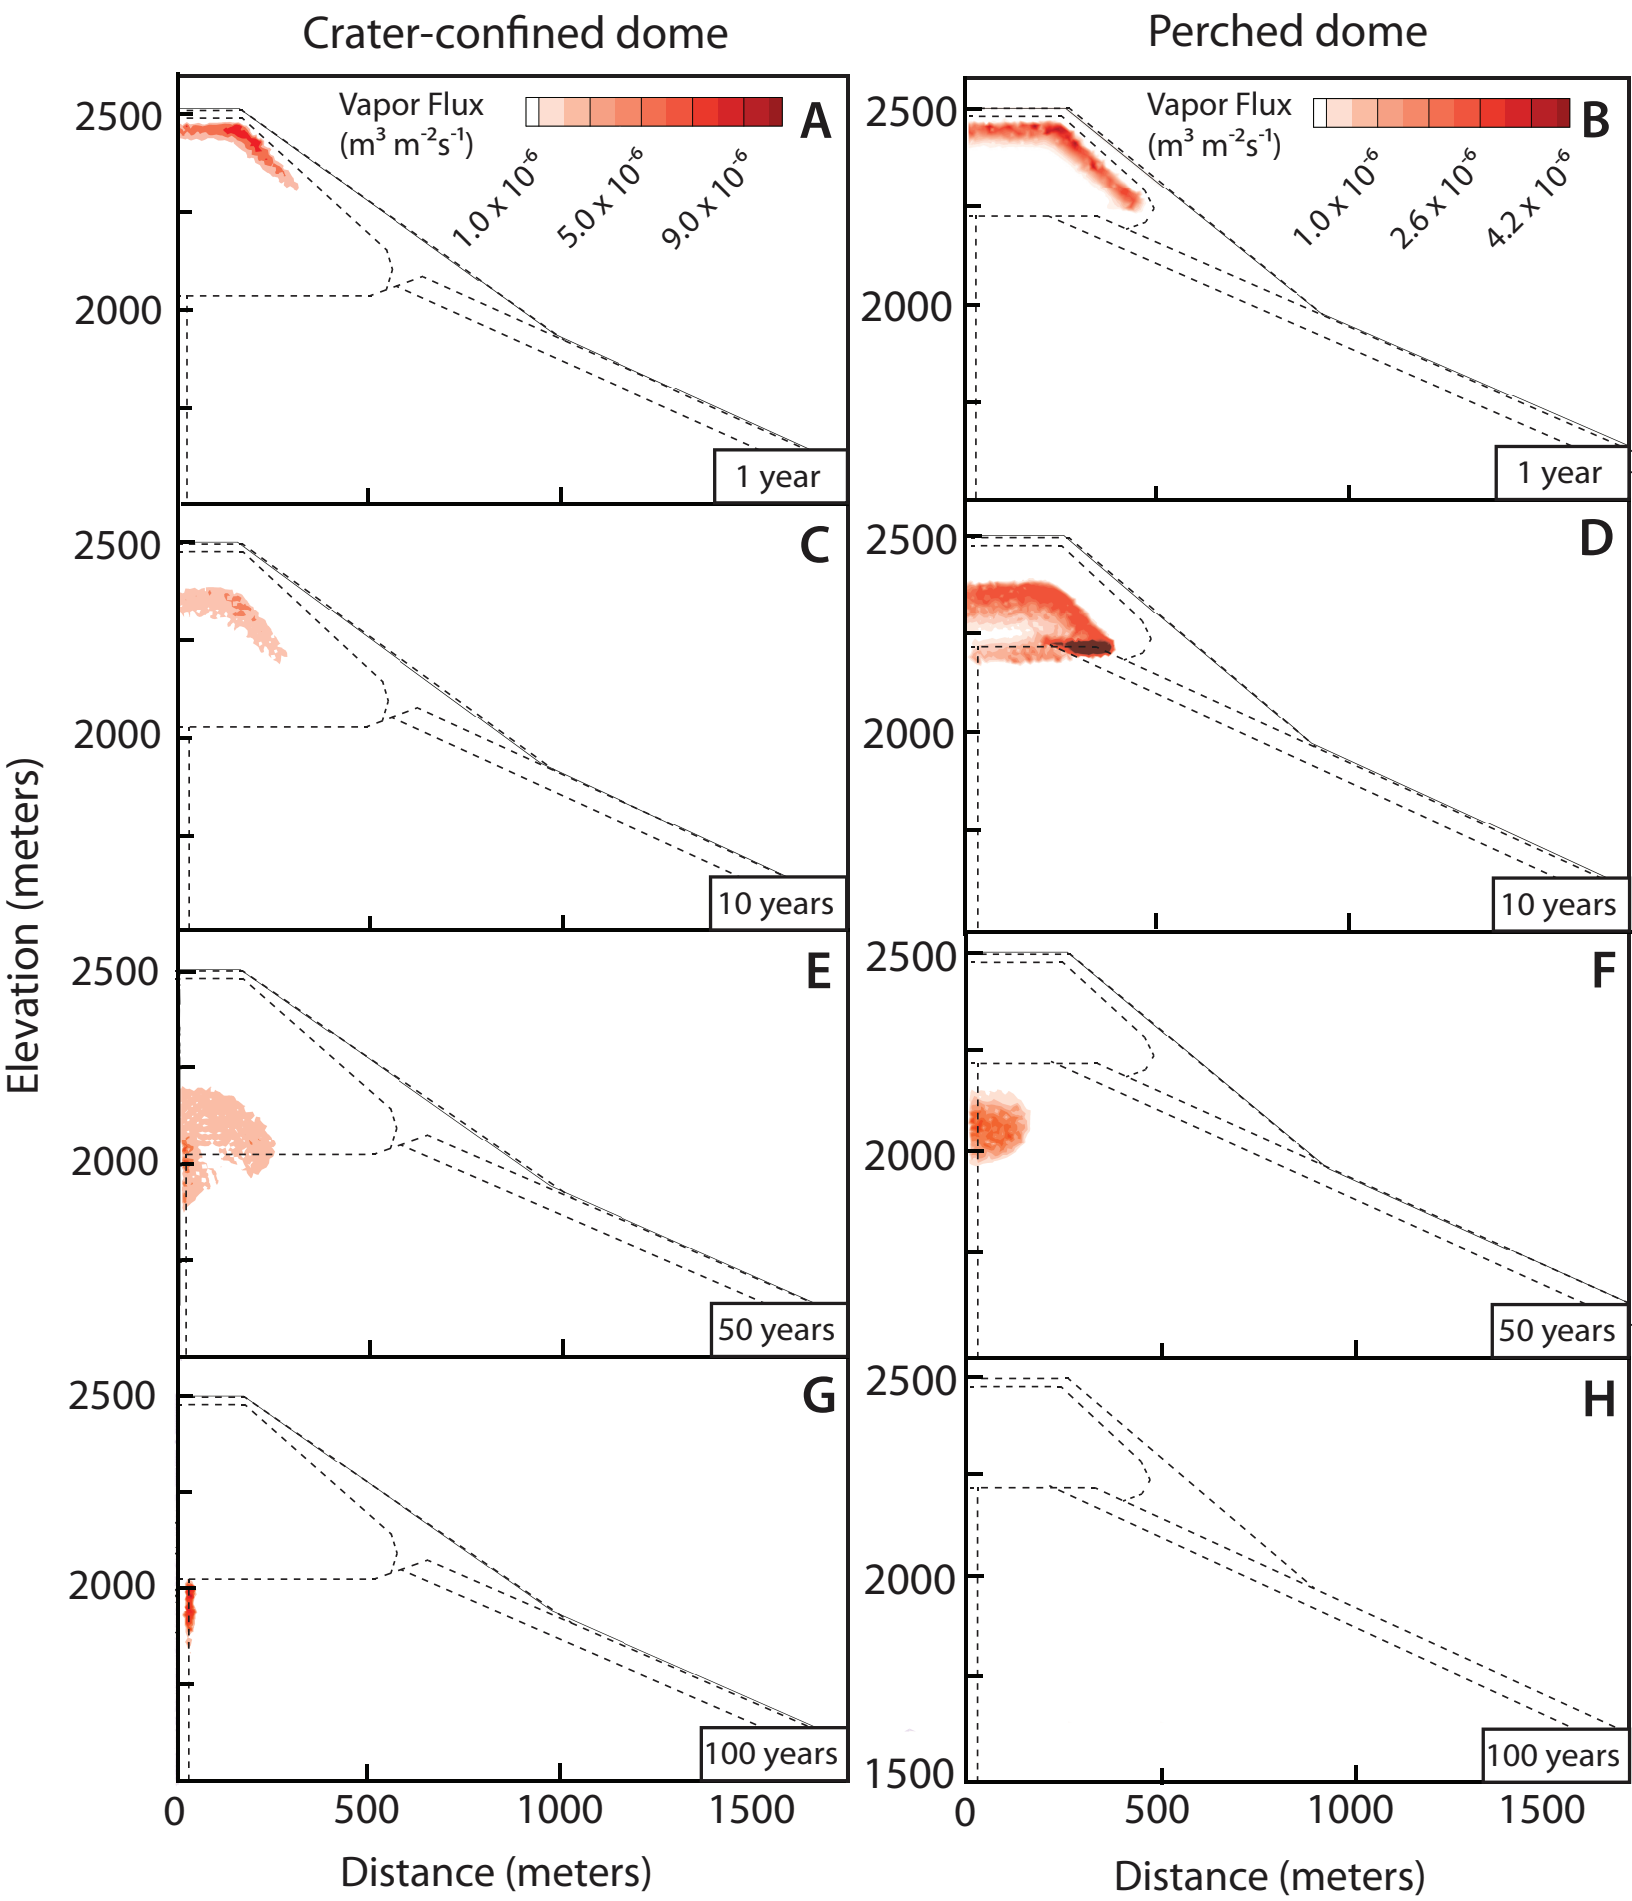 Crater-confined dome
Perched dome
Vapor Flux
(m³ m⁻²s⁻¹)
1.0 x 10⁻⁶
5.0 x 10⁻⁶
9.0 x 10⁻⁶
A
2500
2000
1 year
Vapor Flux
(m³ m⁻²s⁻¹)
1.0 x 10⁻⁶
2.6 x 10⁻⁶
4.2 x 10⁻⁶
B
2500
2000
1 year
C
2500
2000
10 years
D
2500
2000
10 years
Elevation (meters)
E
2500
2000
50 years
F
2500
2000
50 years
G
2500
2000
100 years
H
2500
2000
1500
100 years
0 500 1000 1500
0 500 1000 1500
Distance (meters)
Distance (meters)